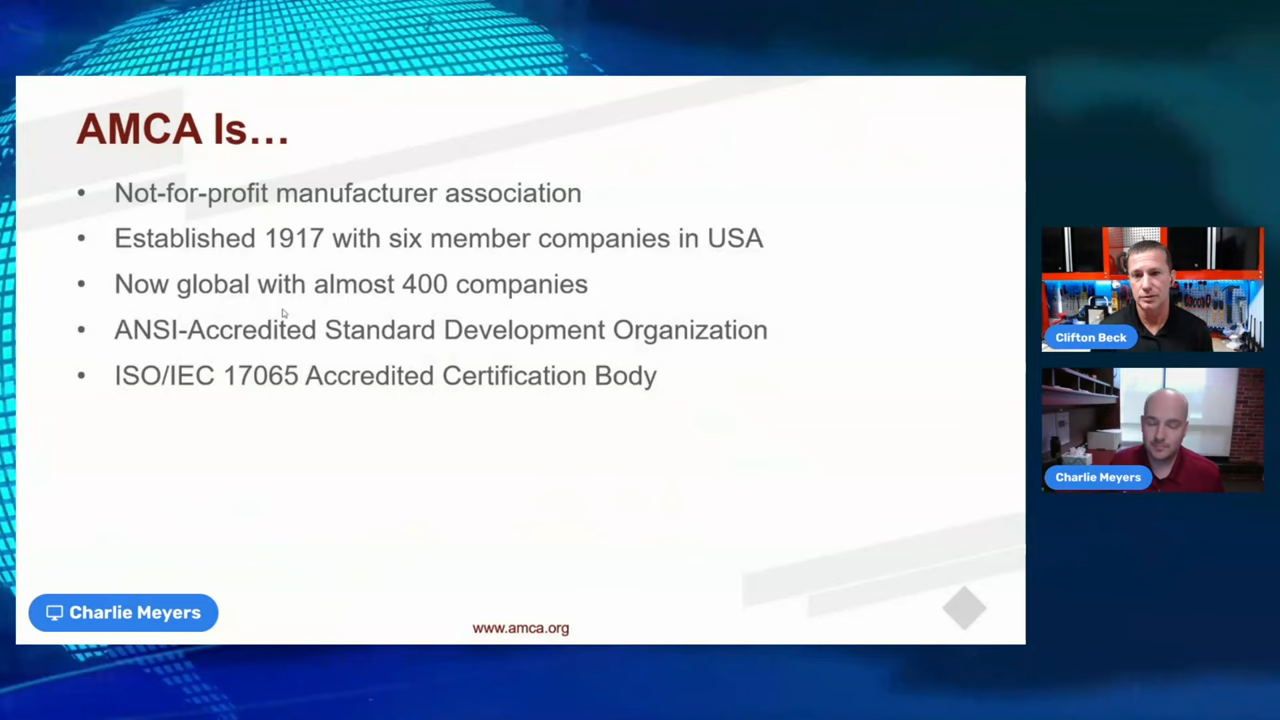 AMCA Is…
• Not-for-profit manufacturer association
• Established 1917 with six member companies in USA
• Now global with almost 400 companies
• ANSI-Accredited Standard Development Organization
• ISO/IEC 17065 Accredited Certification Body
Charlie Meyers
www.amca.org
Clifton Beck
Charlie Meyers